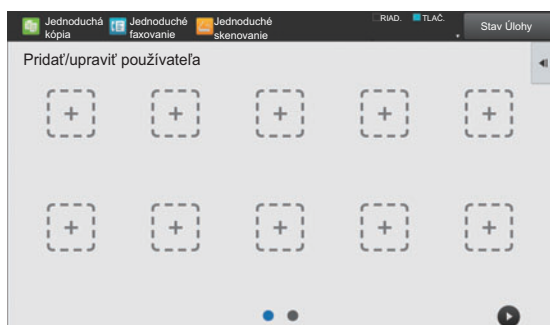 Jednoduchá
kópia
Jednoduché
faxovanie
Jednoduché
skenovanie
RIAD.
TLAČ.
Stav Úlohy
Pridať/upraviť používateľa